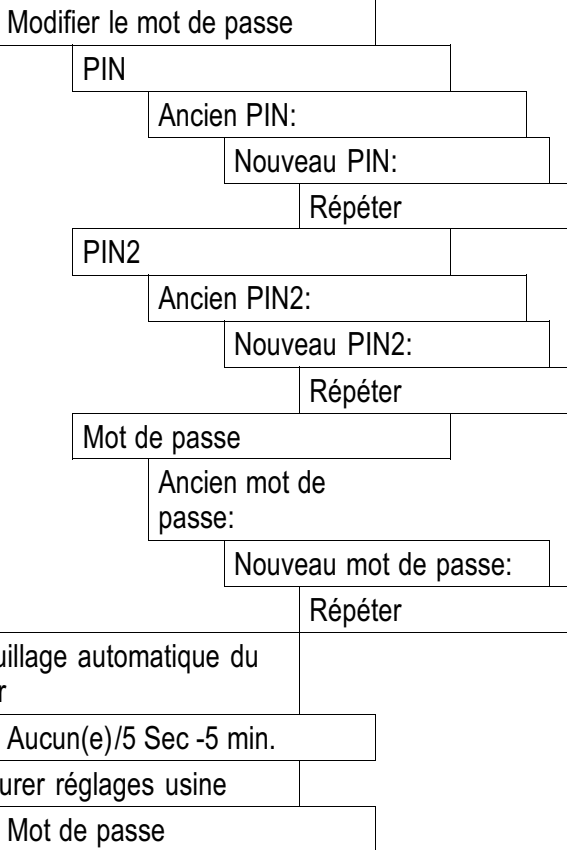 Modifier le mot de passe
PIN
Ancien PIN:
Nouveau PIN:
Répéter
PIN2
Ancien PIN2:
Nouveau PIN2:
Répéter
Mot de passe
Ancien mot de
passe:
Nouveau mot de passe:
Répéter
uillage automatique du
r
Aucun(e)/5 Sec -5 min.
urer réglages usine
Mot de passe